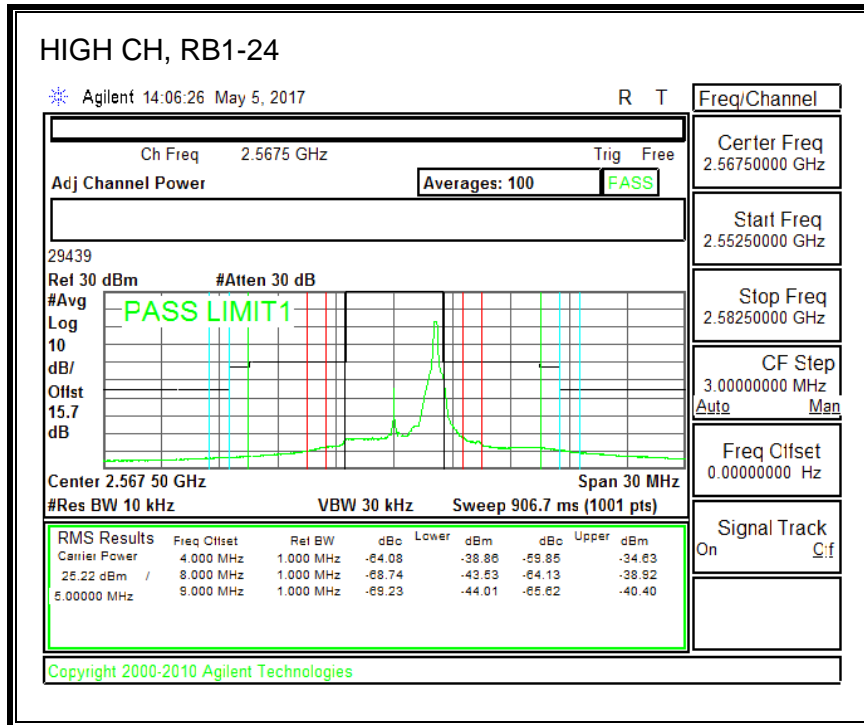 HIGH CH, RB1-24
Agilent 14:06:26 May 5, 2017 R T
Freq/Channel
Ch Freq 2.5675 GHz Trig Free
Adj Channel Power Averages: 100 PASS
29439
Ref 30 dBm #Atten 30 dB
#Avg
Log
10
dB/
Offst
15.7
dB
PASS LIMIT1
Center 2.567 50 GHz Span 30 MHz
#Res BW 10 kHz VBW 30 kHz Sweep 906.7 ms (1001 pts)
RMS Results Freq Offset Ref BW dBc Lower dBm dBc Upper dBm
Carrier Power 4.000 MHz 1.000 MHz -64.08 -38.86 -59.85 -34.63
25.22 dBm / 8.000 MHz 1.000 MHz -68.74 -43.53 -64.13 -38.92
5.00000 MHz 9.000 MHz 1.000 MHz -69.23 -44.01 -65.62 -40.40
Center Freq
2.56750000 GHz
Start Freq
2.55250000 GHz
Stop Freq
2.58250000 GHz
CF Step
3.00000000 MHz
Auto Man
Freq Offset
0.00000000 Hz
Signal Track
On Off
Copyright 2000-2010 Agilent Technologies